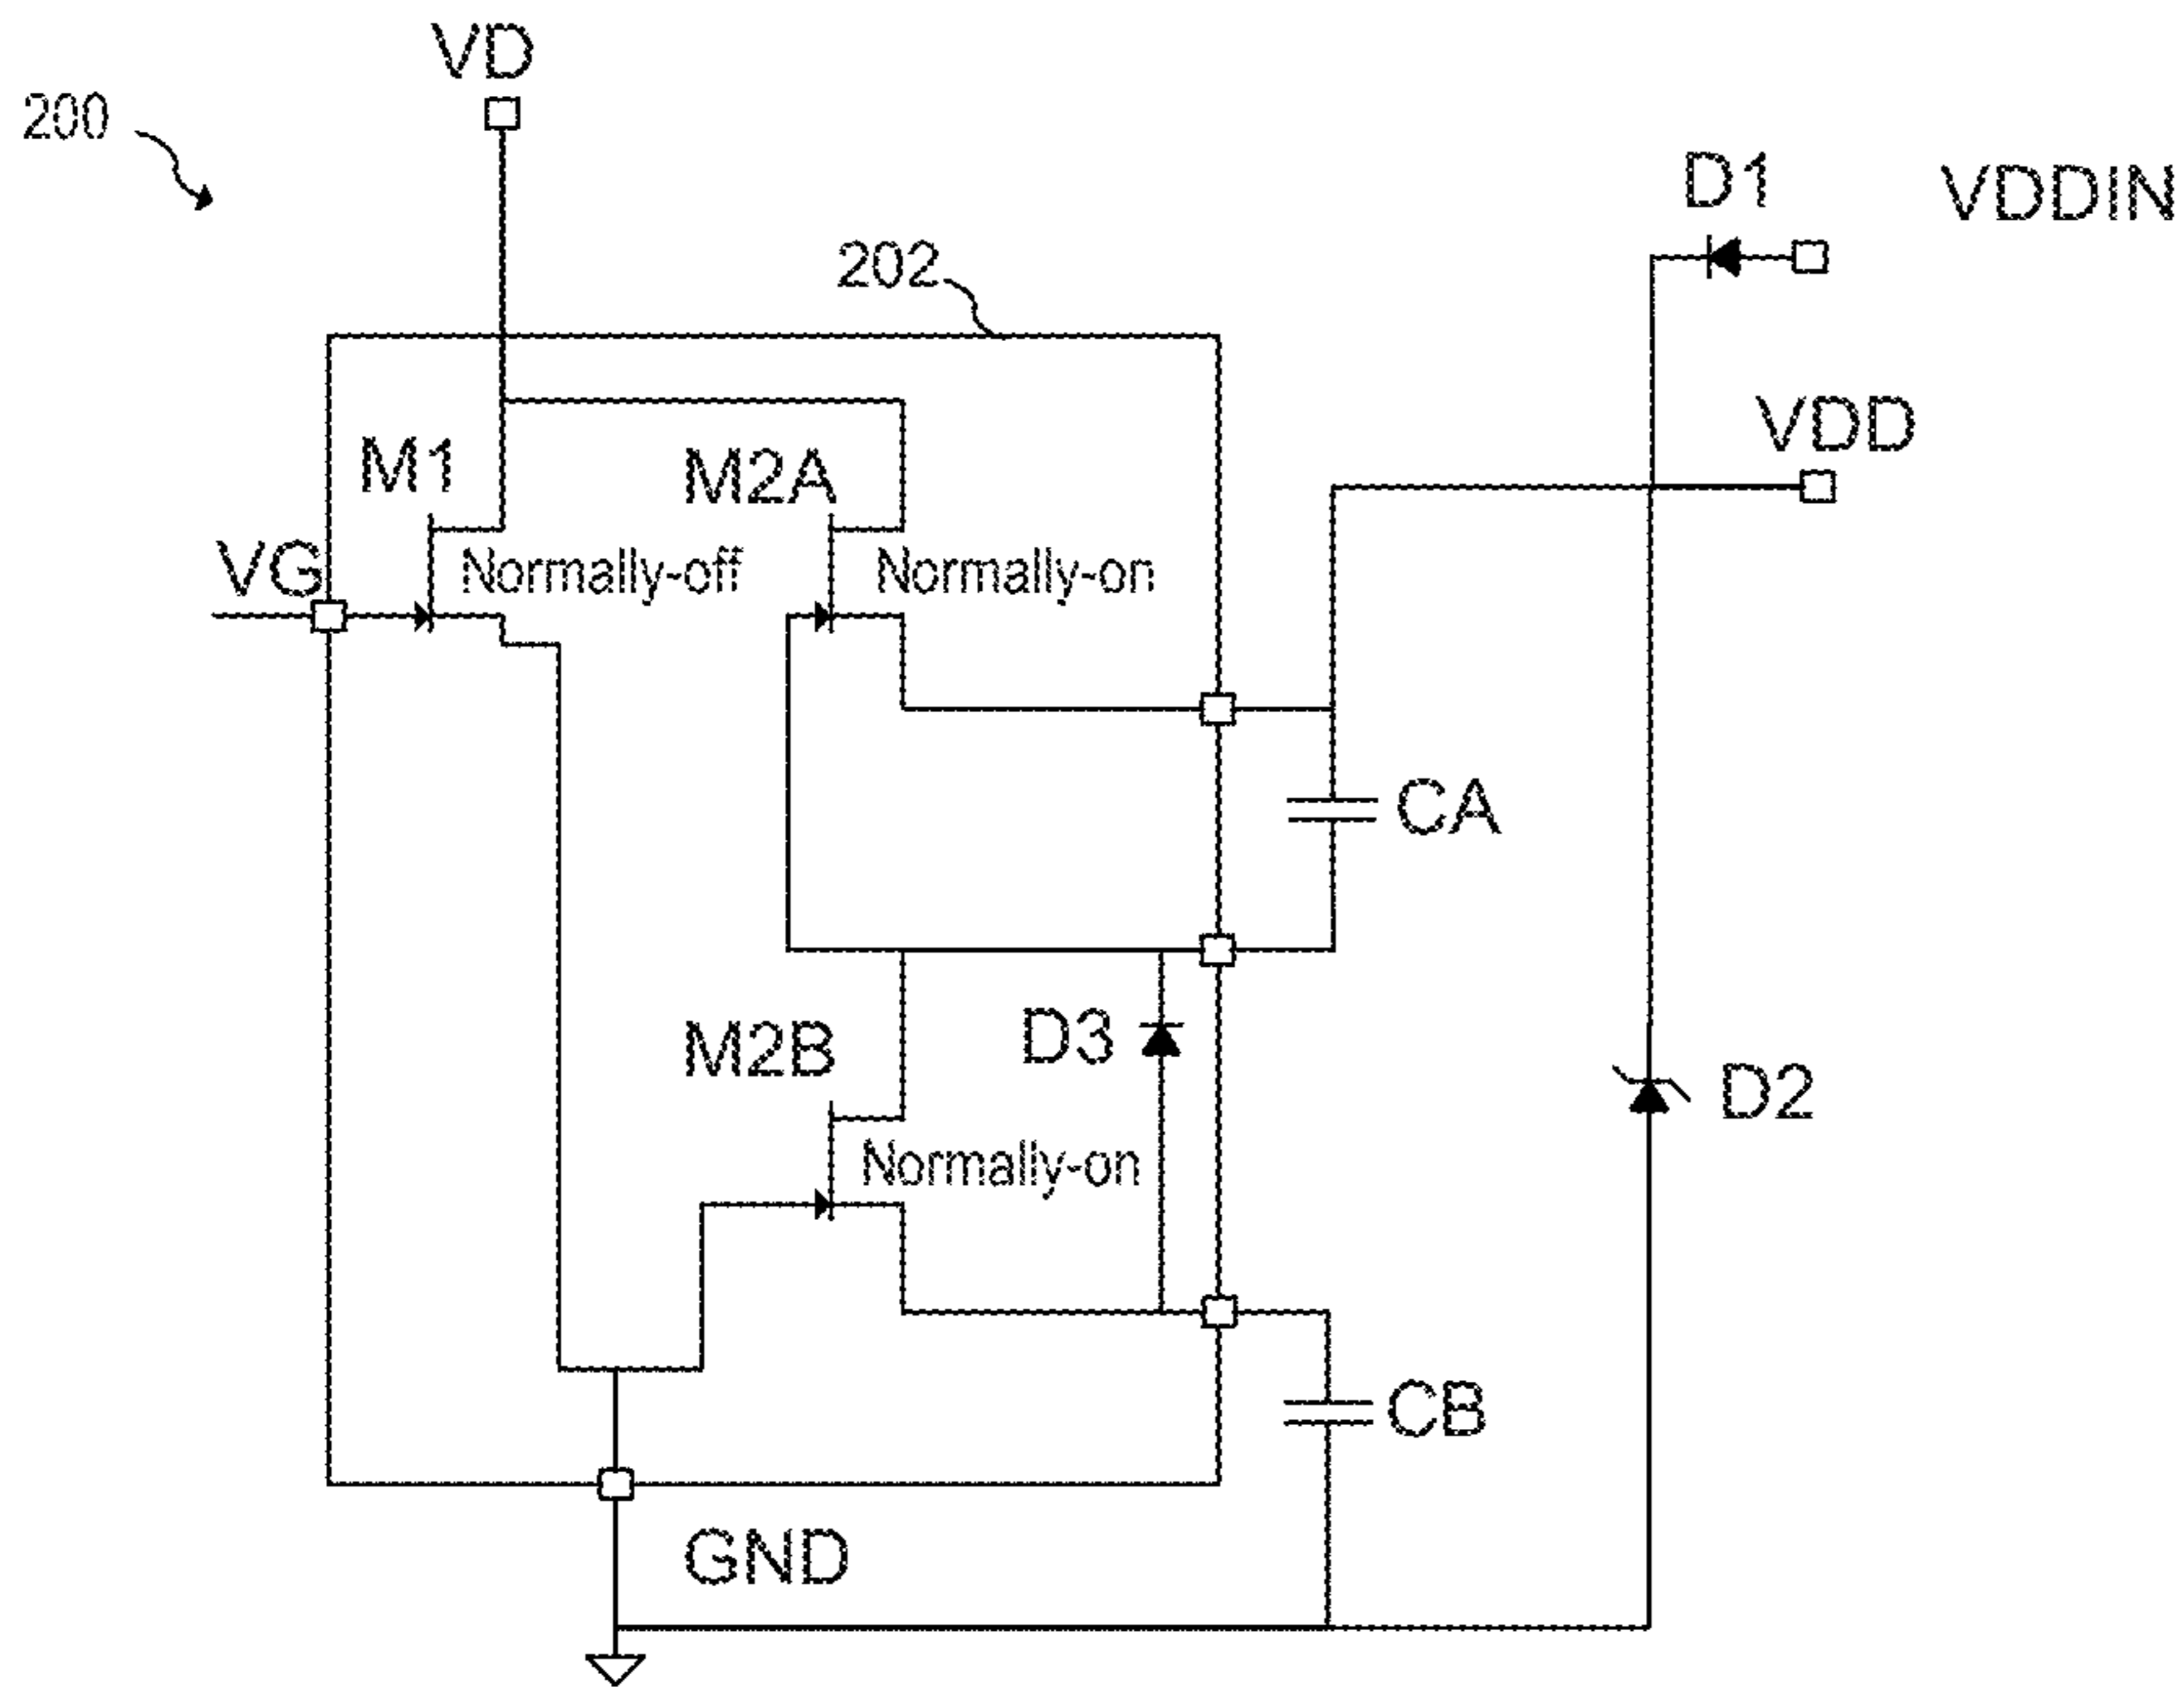 VD
200
D1
VDDIN
202
VDD
M1
M2A
VG
Normally-off
Normally-on
CA
M2B
D3
D2
Normally-on
CB
GND